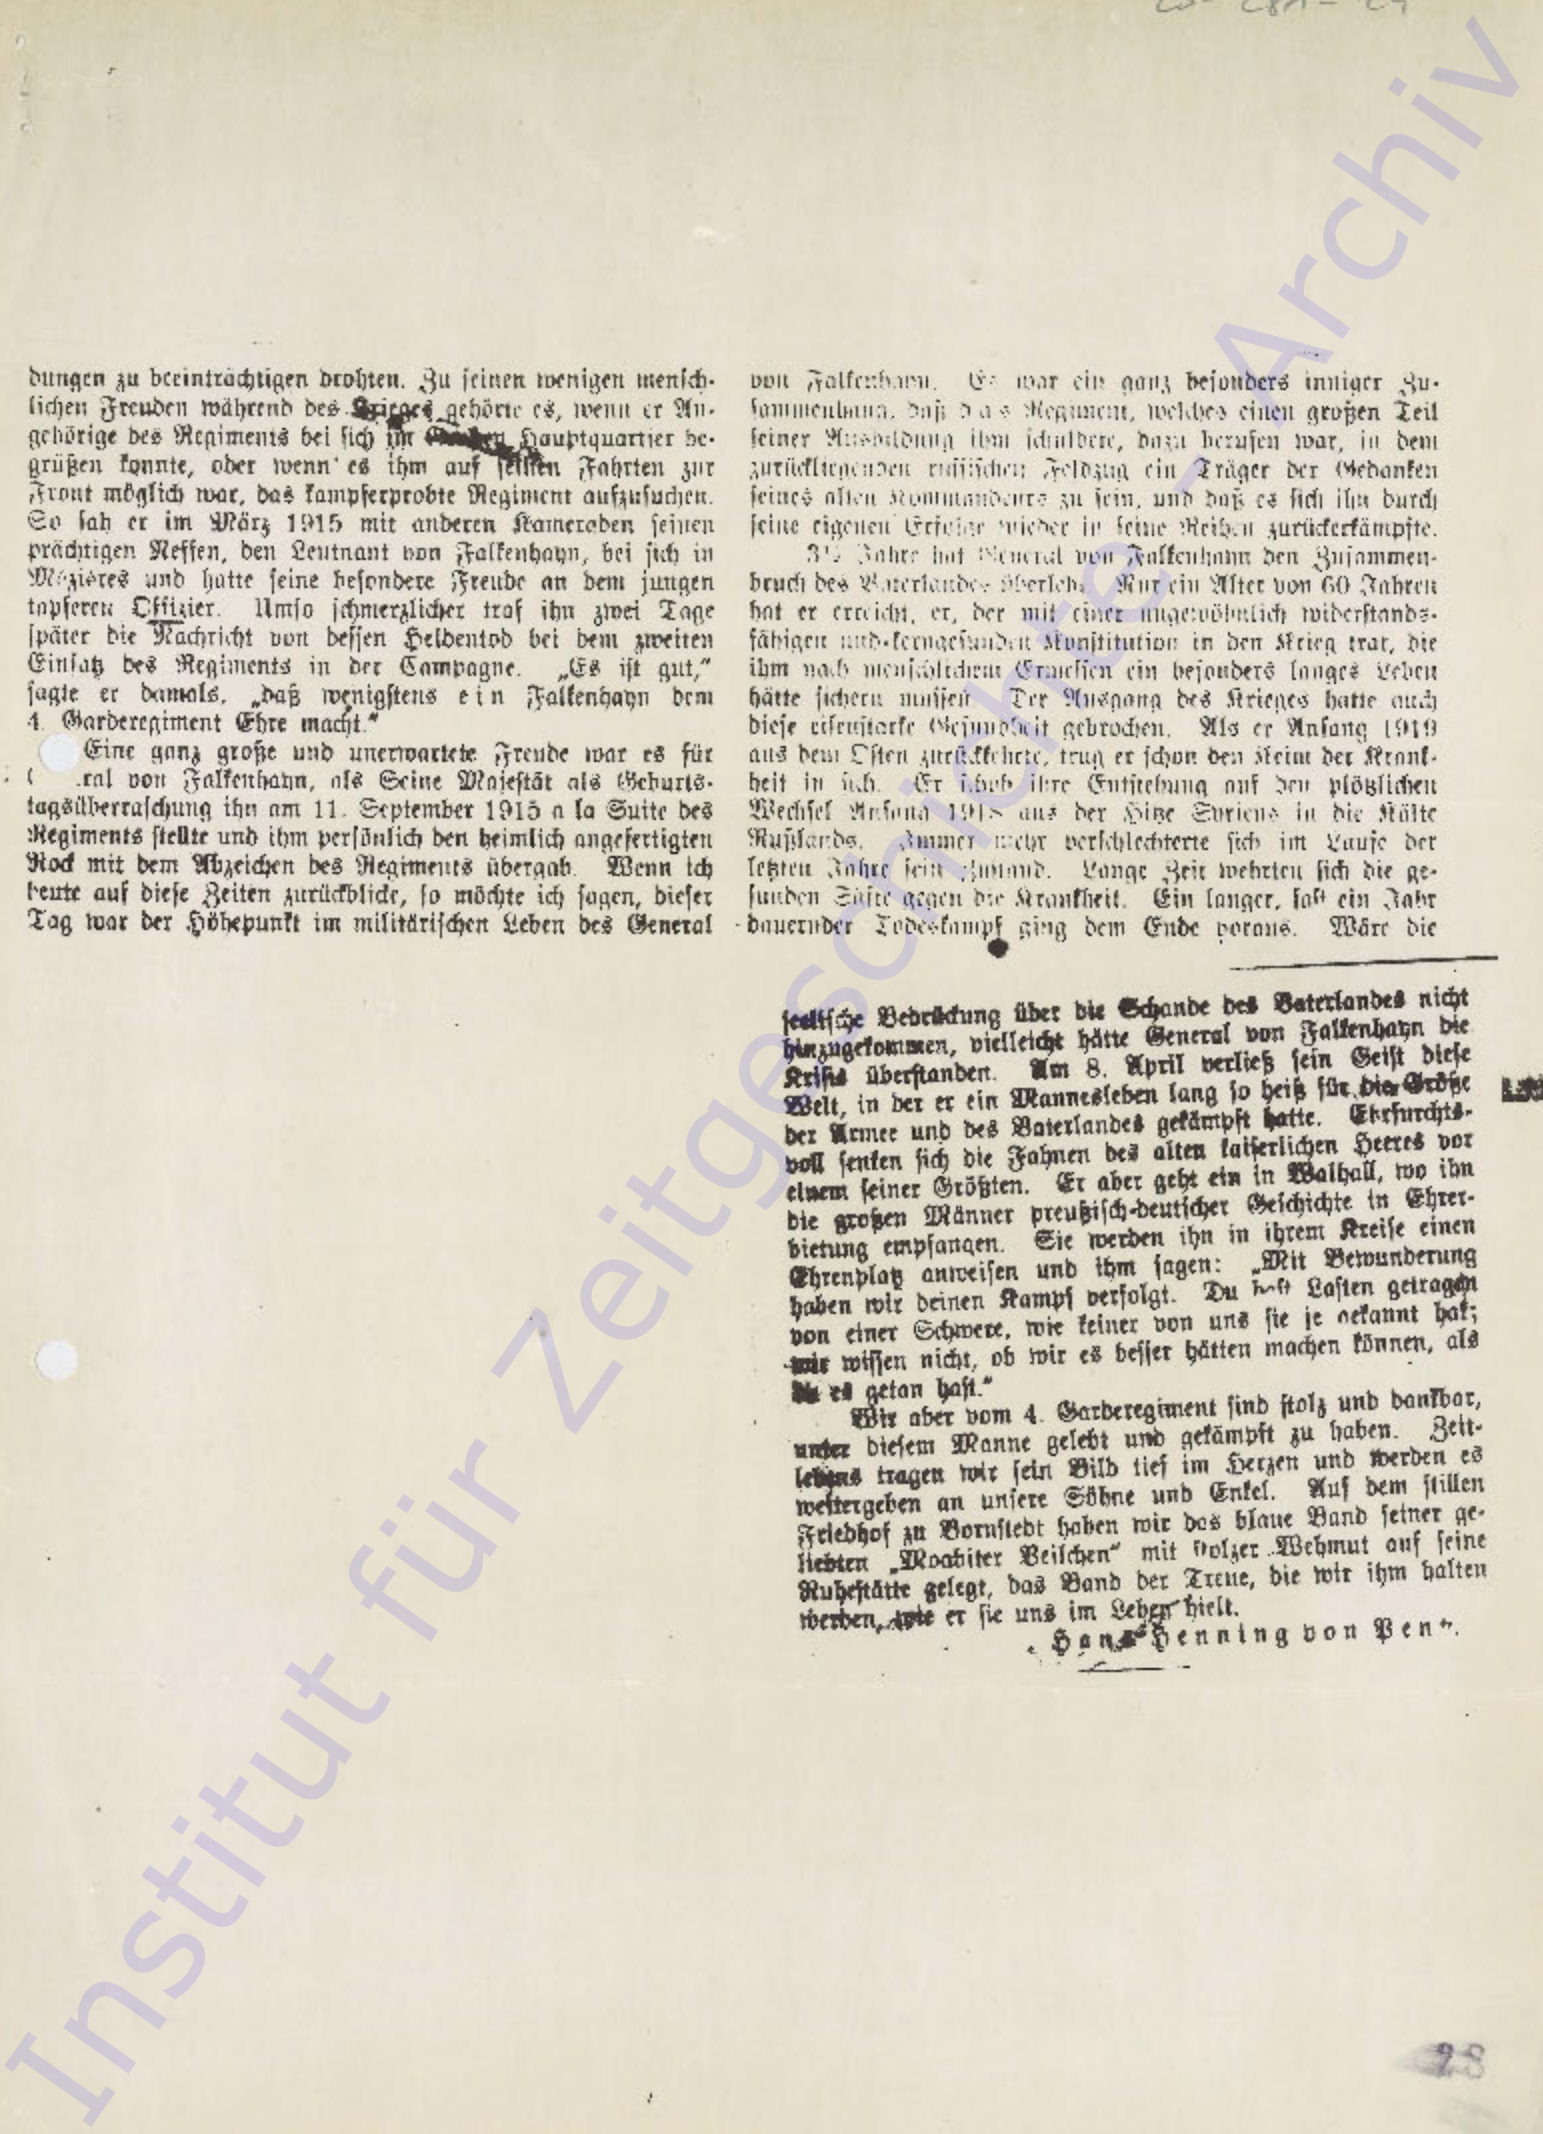 dungen zu beeinträchtigen drohten. Zu seinen wenigen mensch-
lichen Freuden während des Krieges gehörte es, wenn er An-
gehörige des Regiments bei sich im Hauptquartier be-
grüßen konnte, oder wenn es ihm auf seinen Fahrten zur
Front möglich war, das kampferprobte Regiment aufzusuchen.
So sah er im März 1915 mit anderen Kameraden seinen
prächtigen Neffen, den Leutnant von Falkenhayn, bei sich in
Mézières und hatte seine besondere Freude an dem jungen
tapferen Offizier. Umso schmerzlicher traf ihn zwei Tage
später die Nachricht von dessen Heldentod bei dem zweiten
Einsatz des Regiments in der Campagne. „Es ist gut,“
sagte er damals, „daß wenigstens ein Falkenhayn dem
4. Garderegiment Ehre macht.“
Eine ganz große und unerwartete Freude war es für
ral von Falkenhayn, als Seine Majestät als Geburts-
tagsüberraschung ihn am 11. September 1915 a la Suite des
Regiments stellte und ihm persönlich den heimlich angefertigten
Rock mit dem Abzeichen des Regiments übergab. Wenn ich
heute auf diese Zeiten zurückblicke, so möchte ich sagen, dieser
Tag war der Höhepunkt im militärischen Leben des General
von Falkenhayn. Es war ein ganz besonders inniger Zu-
sammenhang, daß das Regiment, welches einen großen Teil
seiner Ausbildung ihm schuldete, dazu berufen war, in dem
zurückliegenden russischen Feldzug ein Träger der Gedanken
seines alten Kommandeurs zu sein, und daß es sich ihn durch
seine eigenen Erfolge wieder in seine Reihen zurückerkämpfte.
3½ Jahre hat General von Falkenhayn den Zusammen-
bruch des Vaterlandes überlebt. Nur ein Alter von 60 Jahren
hat er erreicht, er, der mit einer ungewöhnlich widerstands-
fähigen und kerngesunden Konstitution in den Krieg trat, die
ihm nach menschlichem Ermessen ein besonders langes Leben
hätte sichern müssen. Der Ausgang des Krieges hatte auch
diese eisenstarke Gesundheit gebrochen. Als er Anfang 1919
aus dem Osten zurückkehrte, trug er schon den Keim der Krank-
heit in sich. Er schob ihre Entstehung auf den plötzlichen
Wechsel Anfang 1918 aus der Hitze Syriens in die Kälte
Rußlands. Immer mehr verschlechterte sich im Laufe der
letzten Jahre sein Zustand. Lange Zeit wehrten sich die ge-
sunden Säfte gegen die Krankheit. Ein langer, fast ein Jahr
dauernder Todeskampf ging dem Ende voraus. Wäre die
seelische Bedrückung über die Schande des Vaterlandes nicht
hinzugekommen, vielleicht hätte General von Falkenhayn die
Krisis überstanden. Am 8. April verließ sein Geist diese
Welt, in der er ein Mannesleben lang so heiß für die Größe
der Armee und des Vaterlandes gekämpft hatte. Ehrfurchts-
voll senken sich die Fahnen des alten kaiserlichen Heeres vor
einem seiner Größten. Er aber geht ein in Walhall, wo ihn
die großen Männer preußisch-deutscher Geschichte in Ehrer-
bietung empfangen. Sie werden ihn in ihrem Kreise einen
Ehrenplatz anweisen und ihm sagen: „Mit Bewunderung
haben wir deinen Kampf verfolgt. Du hast Lasten getragen
von einer Schwere, wie keiner von uns sie je gekannt hat;
wir wissen nicht, ob wir es besser hätten machen können, als
du es getan hast.“
Wir aber vom 4. Garderegiment sind stolz und dankbar,
unter diesem Manne gelebt und gekämpft zu haben. Zeit-
lebens tragen wir sein Bild tief im Herzen und werden es
weitergeben an unsere Söhne und Enkel. Auf dem stillen
Friedhof zu Bornstedt haben wir das blaue Band seiner ge-
liebten „Moabiter Veilchen“ mit stolzer Wehmut auf seine
Ruhestätte gelegt, das Band der Treue, die wir ihm halten
werden, wie er sie uns im Leben hielt.
Hans Henning von Pen
28
Institut für Zeitgeschichte - Archiv